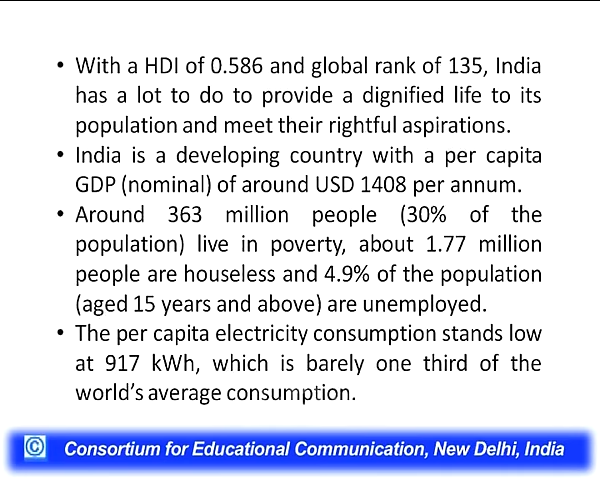 • With a HDI of 0.586 and global rank of 135, India
has a lot to do to provide a dignified life to its
population and meet their rightful aspirations.
• India is a developing country with a per capita
GDP (nominal) of around USD 1408 per annum.
• Around 363 million people (30% of the
population) live in poverty, about 1.77 million
people are houseless and 4.9% of the population
(aged 15 years and above) are unemployed.
• The per capita electricity consumption stands low
at 917 kWh, which is barely one third of the
world's average consumption.
© Consortium for Educational Communication, New Delhi, India